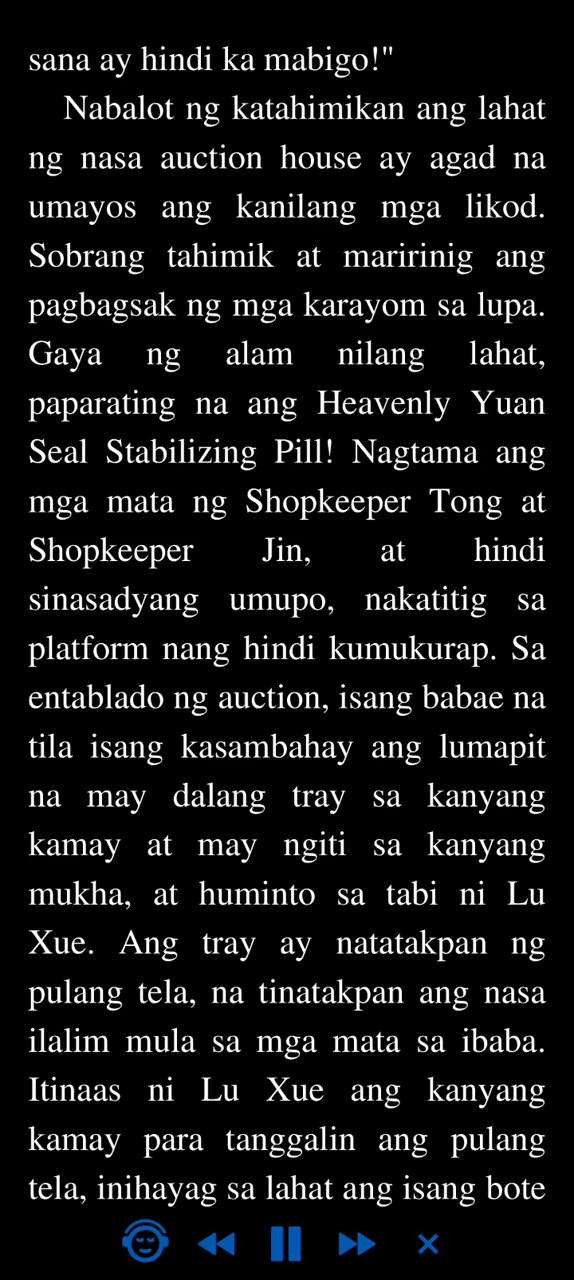 sana ay hindi ka mabigo!"
Nabalot ng katahimikan ang lahat
ng nasa auction house ay agad na
umayos ang kanilang mga likod.
Sobrang tahimik at maririnig ang
pagbagsak ng mga karayom sa lupa.
Gaya ng alam nilang lahat,
paparating na ang Heavenly Yuan
Seal Stabilizing Pill! Nagtama ang
mga mata ng Shopkeeper Tong at
Shopkeeper Jin, at hindi
sinasadyang umupo, nakatitig sa
platform nang hindi kumukurap. Sa
entablado ng auction, isang babae na
tila isang kasambahay ang lumapit
na may dalang tray sa kanyang
kamay at may ngiti sa kanyang
mukha, at huminto sa tabi ni Lu
Xue. Ang tray ay natatakpan ng
pulang tela, na tinatakpan ang nasa
ilalim mula sa mga mata sa ibaba.
Itinaas ni Lu Xue ang kanyang
kamay para tanggalin ang pulang
tela, inihayag sa lahat ang isang bote